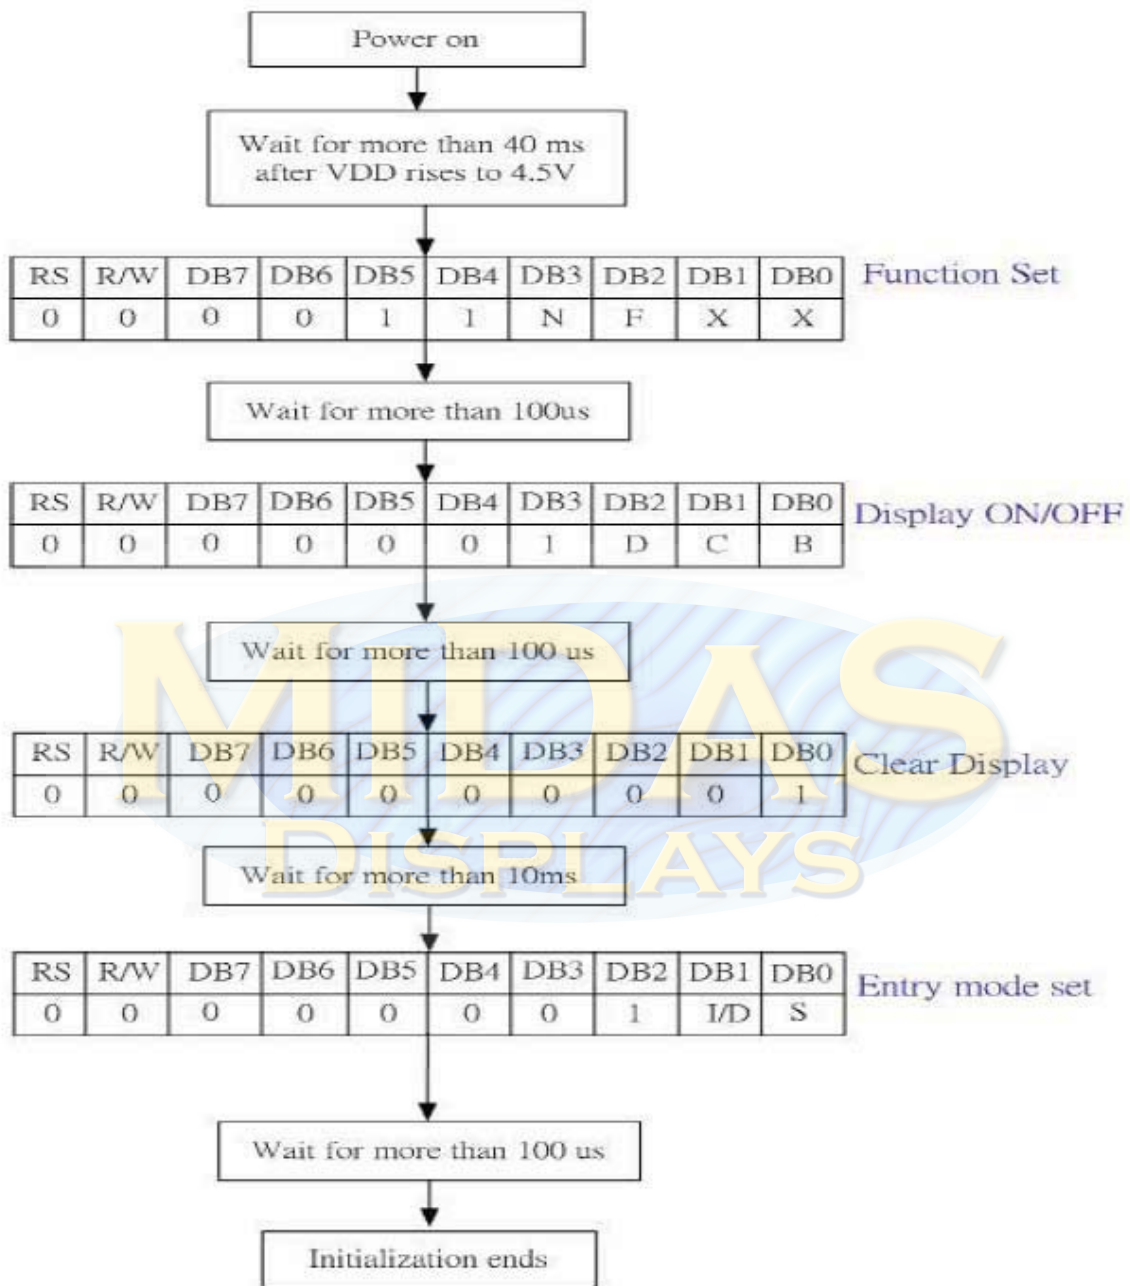 Power on
Wait for more than 40 ms
after VDD rises to 4.5V
RS R/W DB7 DB6 DB5 DB4 DB3 DB2 DB1 DB0 Function Set
0 0 0 0 1 1 N F X X
Wait for more than 100us
RS R/W DB7 DB6 DB5 DB4 DB3 DB2 DB1 DB0 Display ON/OFF
0 0 0 0 0 0 1 D C B
Wait for more than 100 us
MIDAS
RS R/W DB7 DB6 DB5 DB4 DB3 DB2 DB1 DB0 Clear Display
0 0 0 0 0 0 0 0 0 1
DISPLAYS
Wait for more than 10ms
RS R/W DB7 DB6 DB5 DB4 DB3 DB2 DB1 DB0 Entry mode set
0 0 0 0 0 0 0 1 I/D S
Wait for more than 100 us
Initialization ends